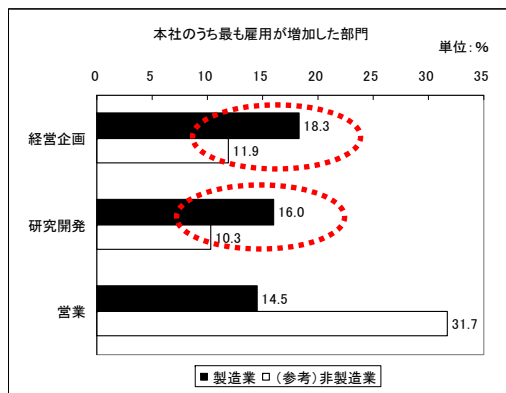 本社のうち最も雇用が増加した部門
単位:%
0 5 10 15 20 25 30 35
経営企画
18.3
11.9
研究開発
16.0
10.3
営業
14.5
31.7
製造業 (参考)非製造業